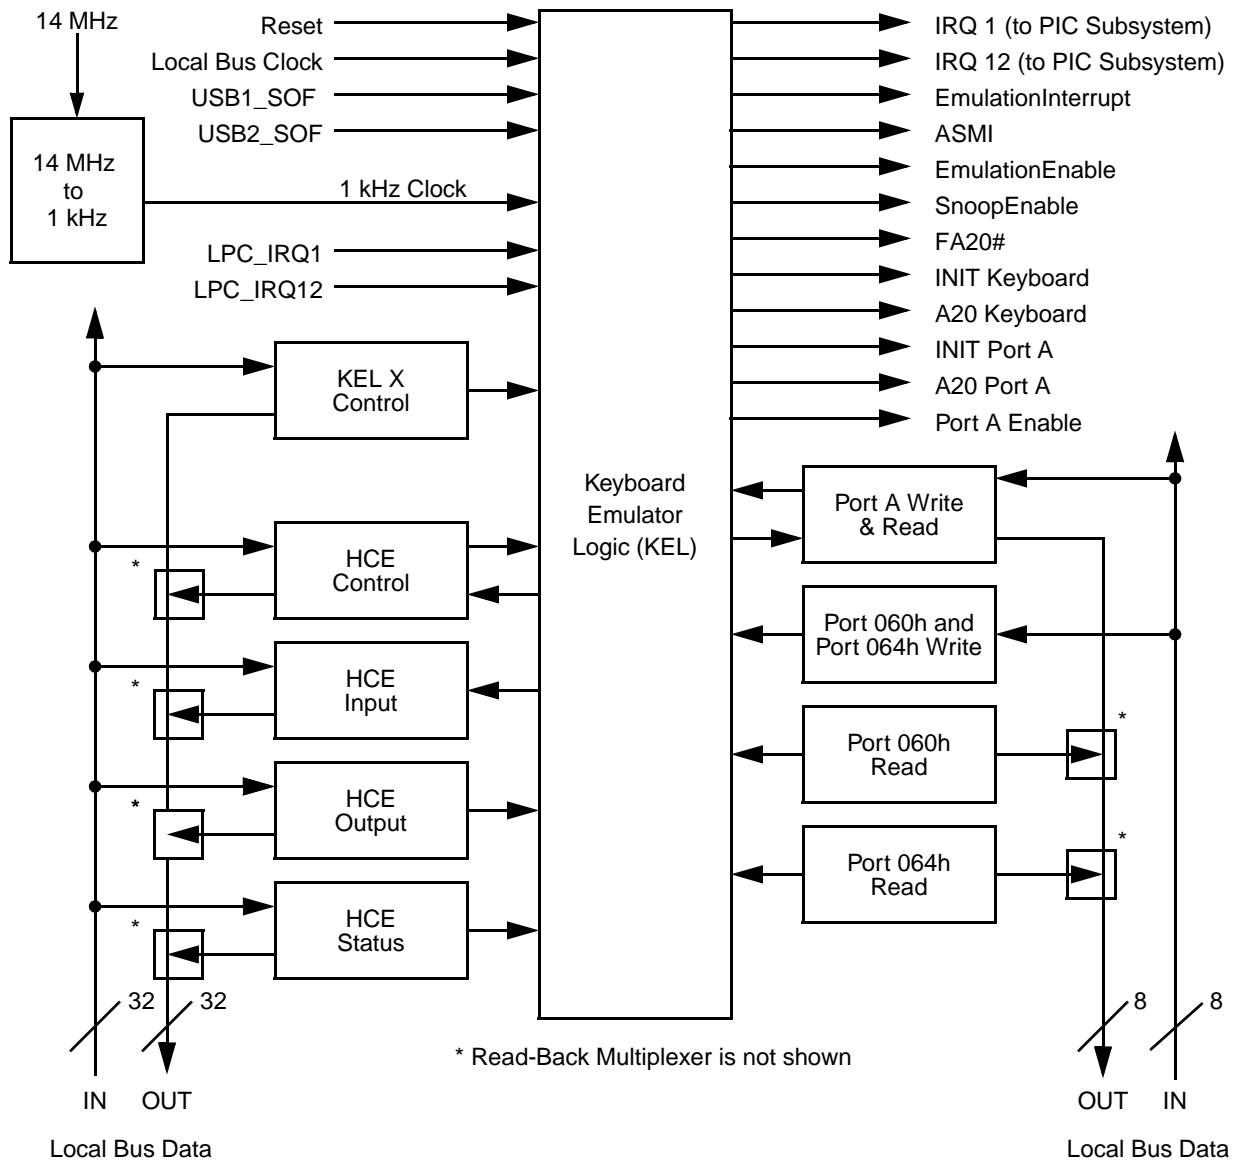 14 MHz
Reset
Local Bus Clock
USB1_SOF
USB2_SOF
14 MHz
to
1 kHz
1 kHz Clock
LPC_IRQ1
LPC_IRQ12
IRQ 1 (to PIC Subsystem)
IRQ 12 (to PIC Subsystem)
EmulationInterrupt
ASMI
EmulationEnable
SnoopEnable
FA20#
INIT Keyboard
A20 Keyboard
INIT Port A
A20 Port A
Port A Enable
KEL X
Control
*
HCE
Control
*
HCE
Input
*
HCE
Output
*
HCE
Status
32
32
IN
OUT
Local Bus Data
Keyboard
Emulator
Logic (KEL)
Port A Write
& Read
Port 060h and
Port 064h Write
Port 060h
Read
*
Port 064h
Read
*
8
8
* Read-Back Multiplexer is not shown
OUT
IN
Local Bus Data